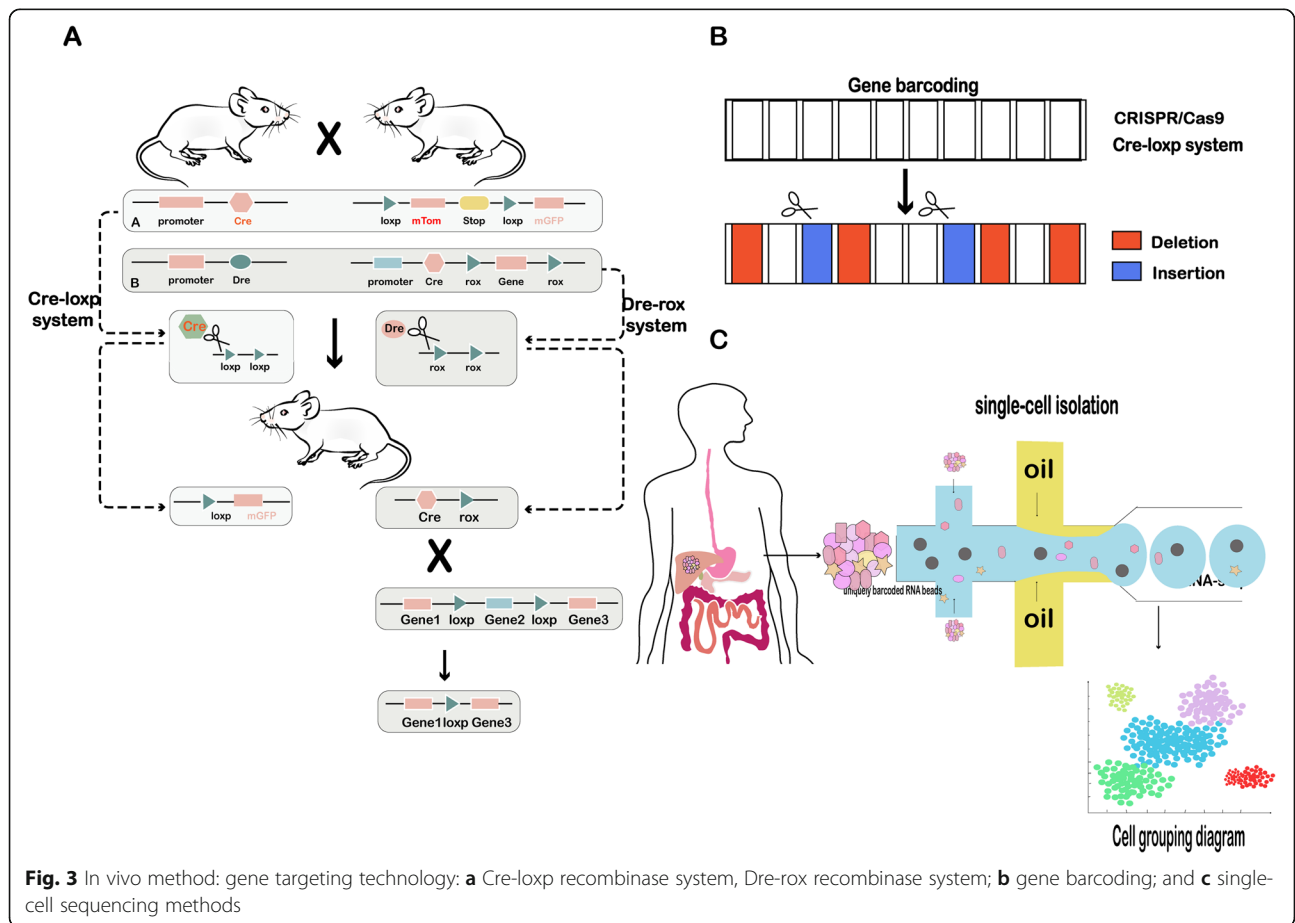 A
A
promoter Cre loxp mTom Stop loxp mGFP
B
promoter Dre promoter Cre rox Gene rox
Cre-loxp
system
Dre-rox
system
Cre
loxp loxp
Dre
rox rox
loxp mGFP
Cre rox
Gene1 loxp Gene2 loxp Gene3
Gene1 loxp Gene3
B
Gene barcoding
CRISPR/Cas9
Cre-loxp system
Deletion
Insertion
C
single-cell isolation
oil
uniquely barcoded RNA beads
oil
Cell grouping diagram
Fig. 3 In vivo method: gene targeting technology: a Cre-loxp recombinase system, Dre-rox recombinase system; b gene barcoding; and c single-
cell sequencing methods